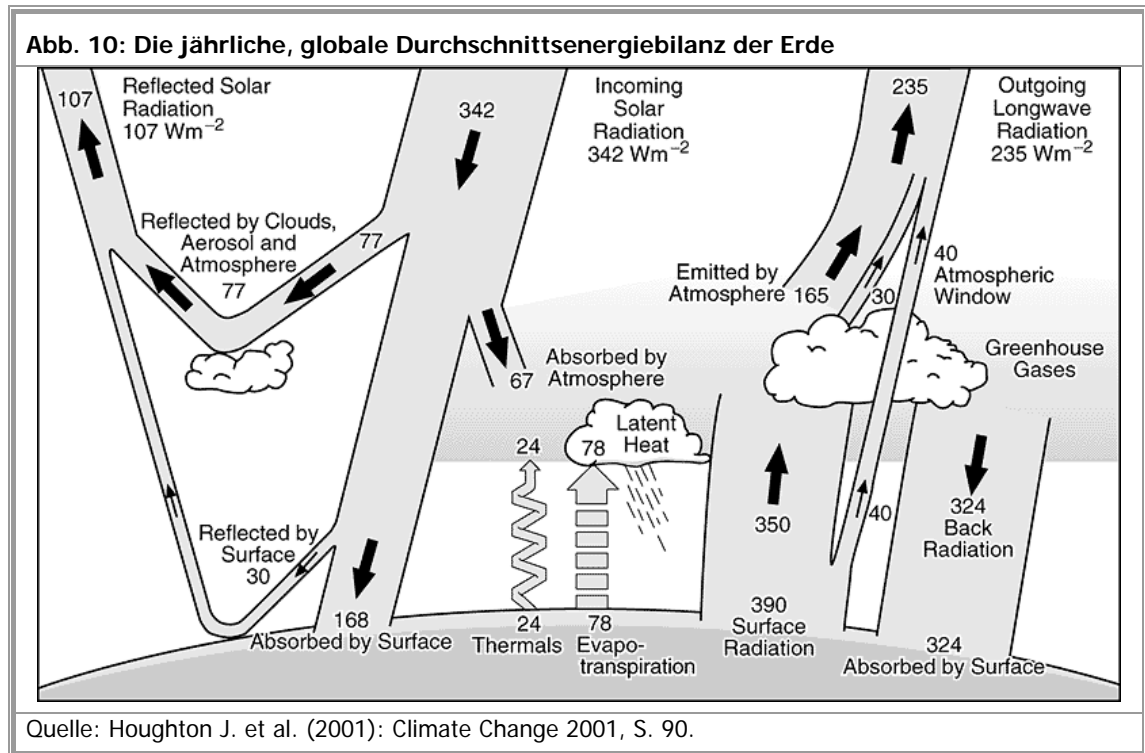 Abb. 10: Die jährliche, globale Durchschnittsenergiebilanz der Erde
107
Reflected Solar
Radiation
107 Wm⁻²
342
Incoming
Solar
Radiation
342 Wm⁻²
235
Outgoing
Longwave
Radiation
235 Wm⁻²
Reflected by Clouds,
Aerosol and
Atmosphere
77
77
Emitted by
Atmosphere
165
30
40
Atmospheric
Window
67
Absorbed by
Atmosphere
Greenhouse
Gases
Latent
Heat
24
78
350
40
324
Back
Radiation
Reflected by
Surface
30
168
Absorbed by Surface
24
Thermals
78
Evapo-
transpiration
390
Surface
Radiation
324
Absorbed by Surface
Quelle: Houghton J. et al. (2001): Climate Change 2001, S. 90.